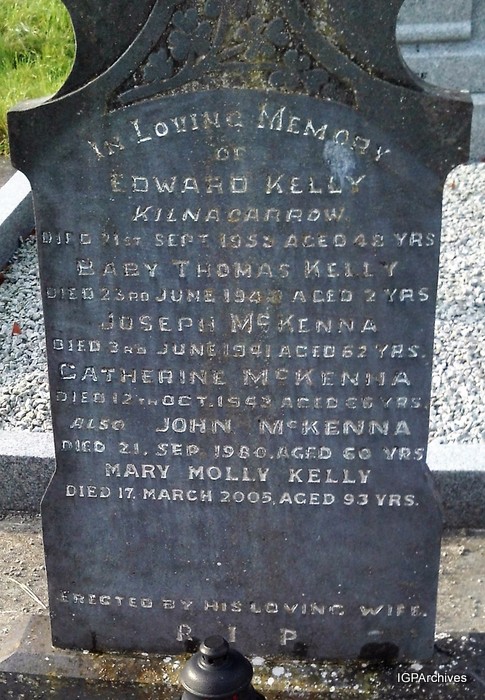 IN LOVING MEMORY
OF
EDWARD KELLY
KILNAGARROW
DIED 21ST SEPT. 1953 AGED 48 YRS
BABY THOMAS KELLY
DIED 23RD JUNE AGED 2 YRS
JOSEPH McKENNA
DIED 3RD JUNE 1941 AGED 62 YRS.
CATHERINE McKENNA
DIED 12TH OCT. 1943 AGED 66 YRS.
ALSO JOHN McKENNA
DIED 21. SEP. 1980. AGED 60 YRS
MARY MOLLY KELLY
DIED 17. MARCH 2005, AGED 93 YRS.
ERECTED BY HIS LOVING WIFE.
R I P
IGPArchives